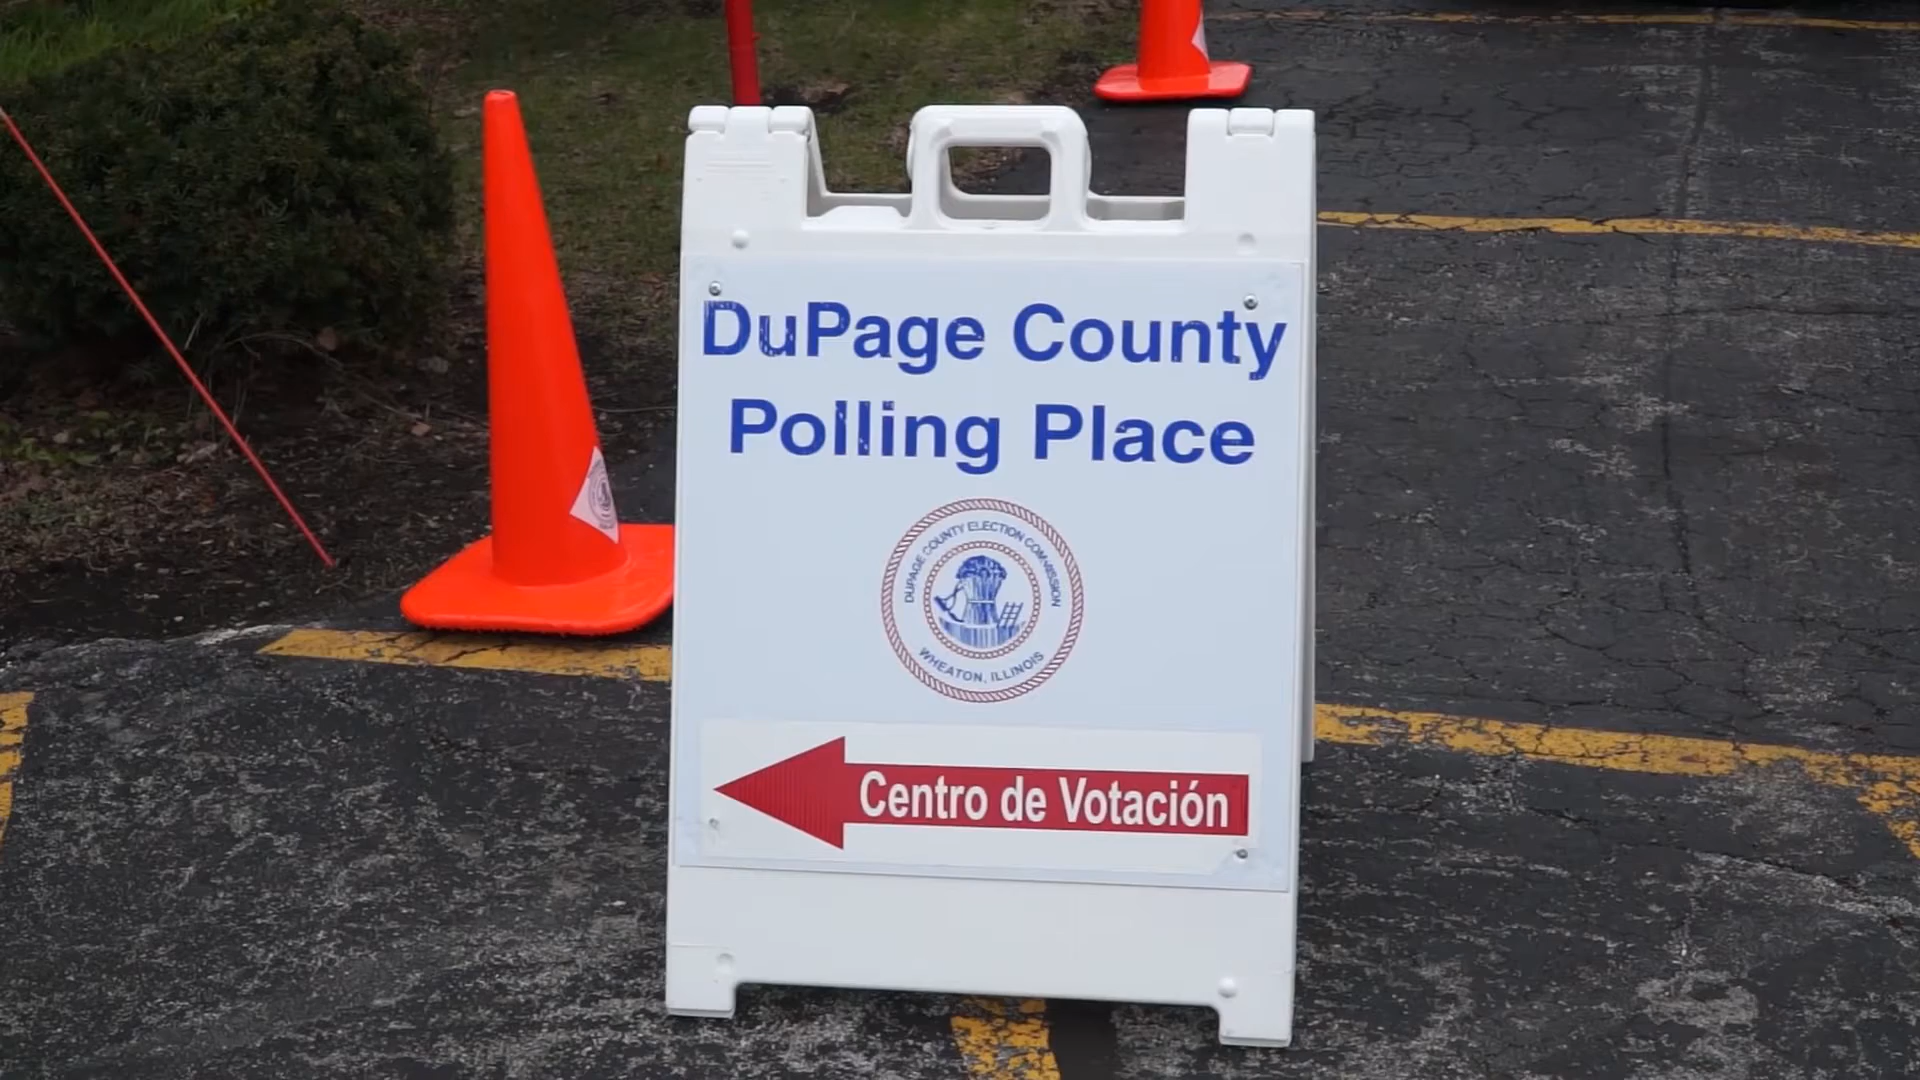 DuPage County
Polling Place
DUPAGE COUNTY ELECTION COMMISSION
WHEATON, ILLINOIS
Centro de Votación